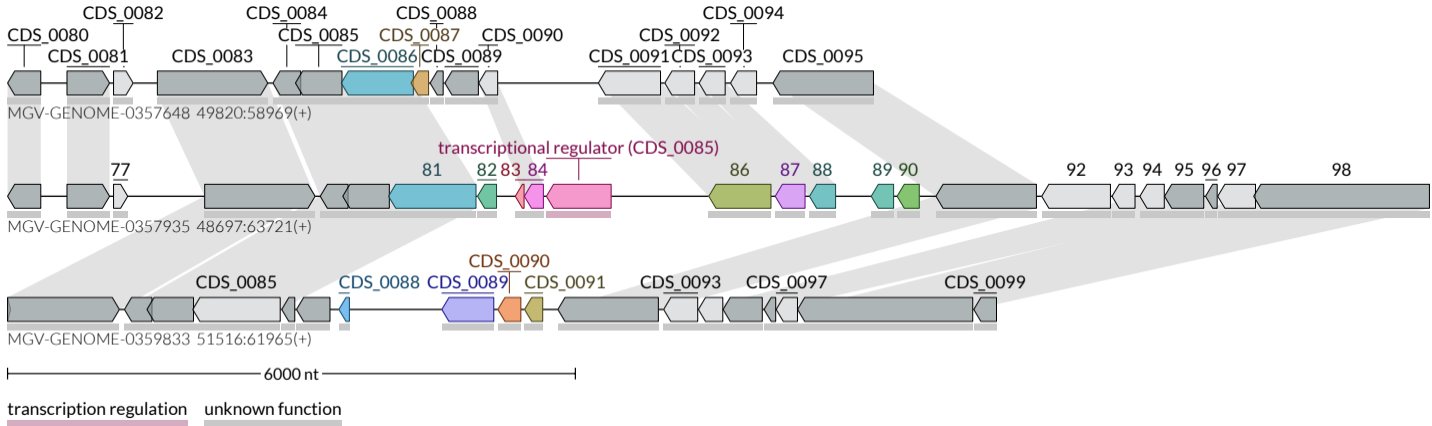 CDS_0082 CDS_0084 CDS_0088 CDS_0094
CDS_0080 CDS_0085 CDS_0087 CDS_0090 CDS_0092
CDS_0081 CDS_0083 CDS_0086 CDS_0089 CDS_0091 CDS_0093 CDS_0095
MGV-GENOME-0357648 49820:58969(+)
transcriptional regulator (CDS_0085)
77 81 82 83 84 86 87 88 89 90 92 93 94 95 96 97 98
MGV-GENOME-0357935 48697:63721(+)
CDS_0090
CDS_0085 CDS_0088 CDS_0089 CDS_0091 CDS_0093 CDS_0097 CDS_0099
MGV-GENOME-0359833 51516:61965(+)
6000 nt
transcription regulation unknown function